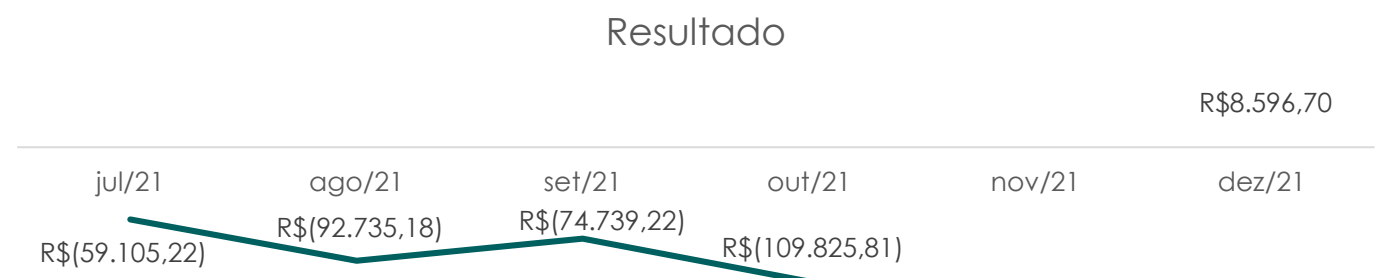 Resultado
R$8.596,70
jul/21 ago/21 set/21 out/21 nov/21 dez/21
R$(59.105,22) R$(92.735,18) R$(74.739,22) R$(109.825,81)